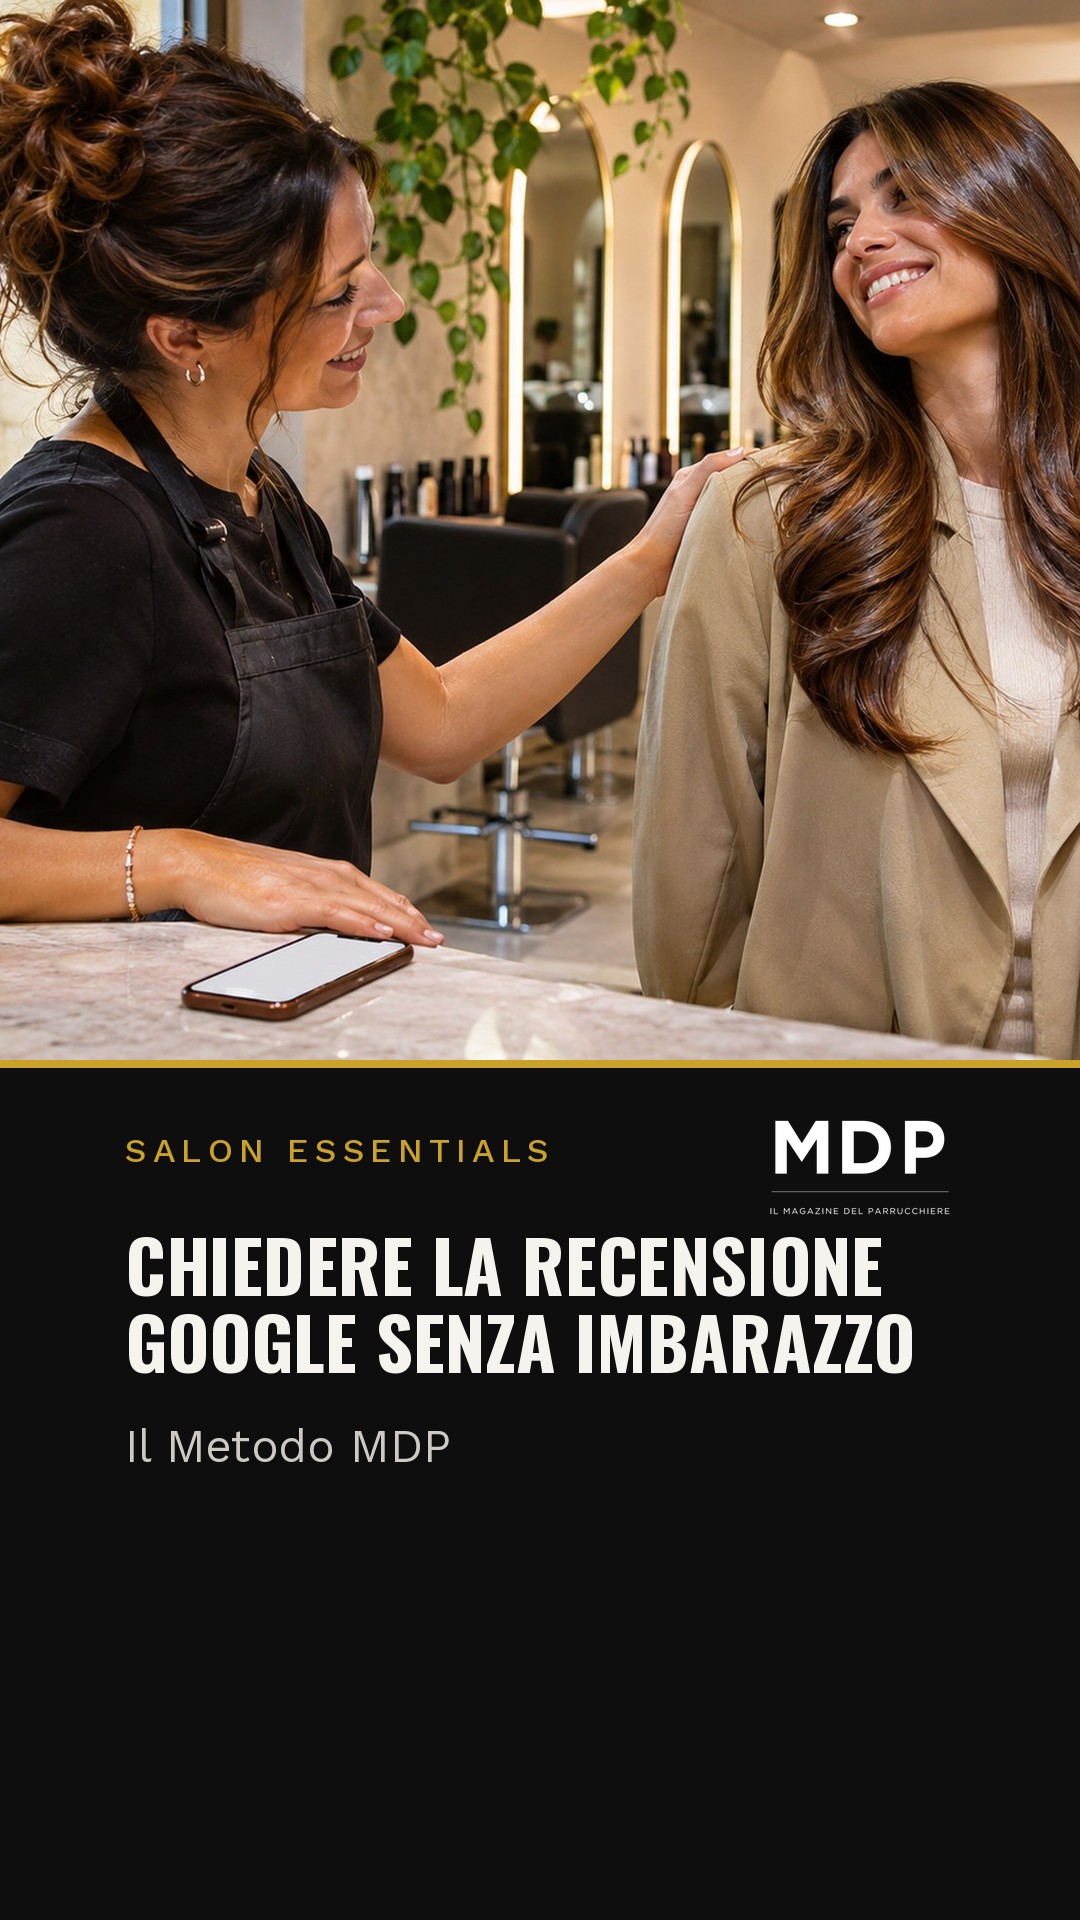 SALON ESSENTIALS
MDP
IL MAGAZINE DEL PARRUCCHIERE
CHIEDERE LA RECENSIONE
GOOGLE SENZA IMBARAZZO
Il Metodo MDP